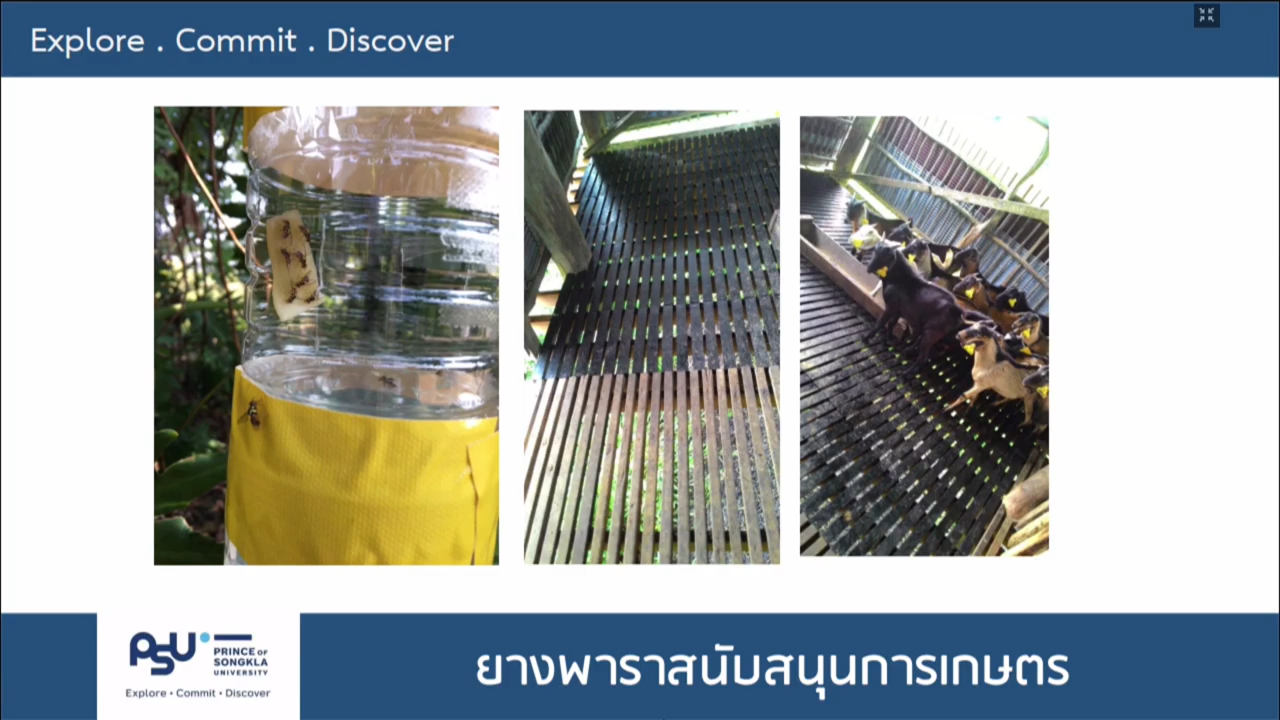 Explore . Commit . Discover
PSU
PRINCE OF
SONGKLA
UNIVERSITY
Explore • Commit • Discover
ยางพาราสนับสนุนการเกษตร